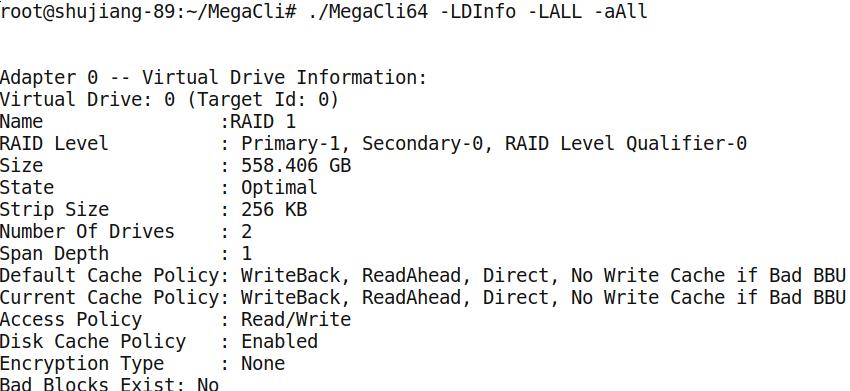 root@shujiang-89:~/MegaCli# ./MegaCli64 -LDInfo -LALL -aAll
Adapter 0 -- Virtual Drive Information:
Virtual Drive: 0 (Target Id: 0)
Name                :RAID 1
RAID Level          : Primary-1, Secondary-0, RAID Level Qualifier-0
Size                : 558.406 GB
State               : Optimal
Strip Size          : 256 KB
Number Of Drives    : 2
Span Depth          : 1
Default Cache Policy: WriteBack, ReadAhead, Direct, No Write Cache if Bad BBU
Current Cache Policy: WriteBack, ReadAhead, Direct, No Write Cache if Bad BBU
Access Policy       : Read/Write
Disk Cache Policy   : Enabled
Encryption Type     : None
Bad Blocks Exist: No